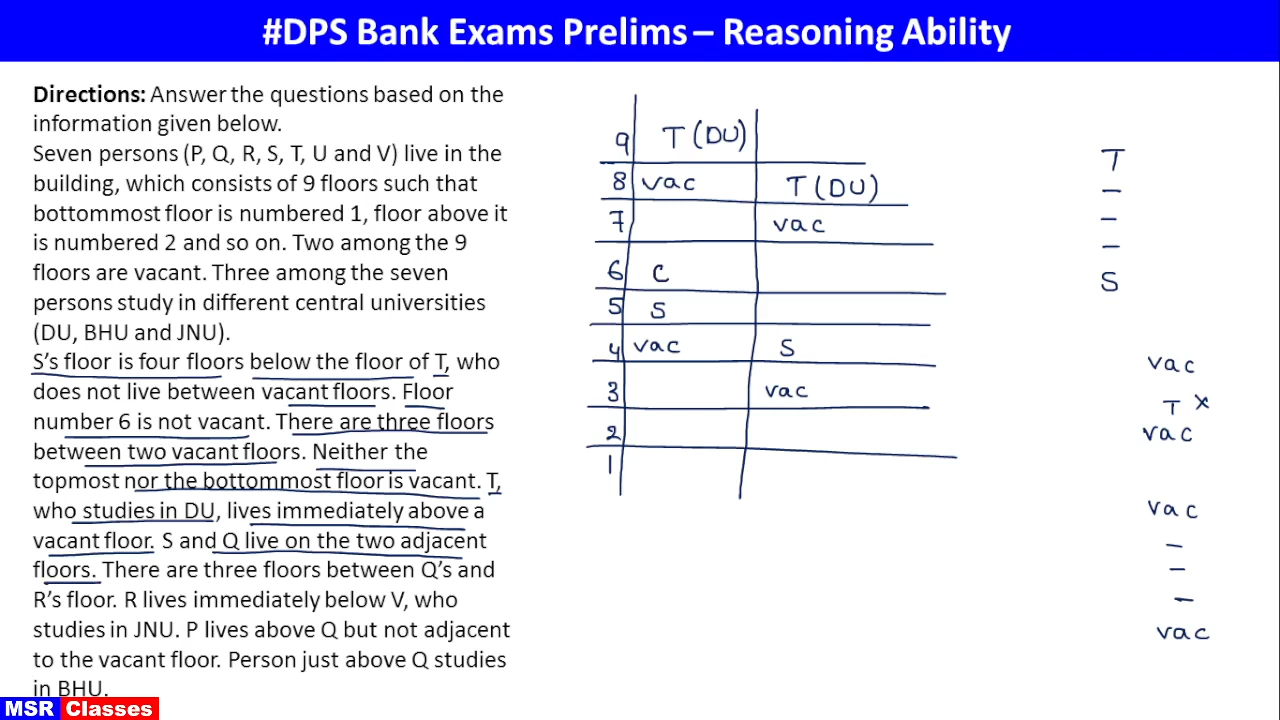 #DPS Bank Exams Prelims – Reasoning Ability
Directions: Answer the questions based on the
information given below.
Seven persons (P, Q, R, S, T, U and V) live in the
building, which consists of 9 floors such that
bottommost floor is numbered 1, floor above it
is numbered 2 and so on. Two among the 9
floors are vacant. Three among the seven
persons study in different central universities
(DU, BHU and JNU).
S's floor is four floors below the floor of T, who
does not live between vacant floors. Floor
number 6 is not vacant. There are three floors
between two vacant floors. Neither the
topmost nor the bottommost floor is vacant. T,
who studies in DU, lives immediately above a
vacant floor. S and Q live on the two adjacent
floors. There are three floors between Q's and
R's floor. R lives immediately below V, who
studies in JNU. P lives above Q but not adjacent
to the vacant floor. Person just above Q studies
in BHU.
MSR Classes
9 T (DU)
8 vac T (DU)
7 vac
6 C
5 S
4 vac S
3 vac
2
1
T
–
–
–
S
vac
T ×
vac
vac
–
–
–
vac